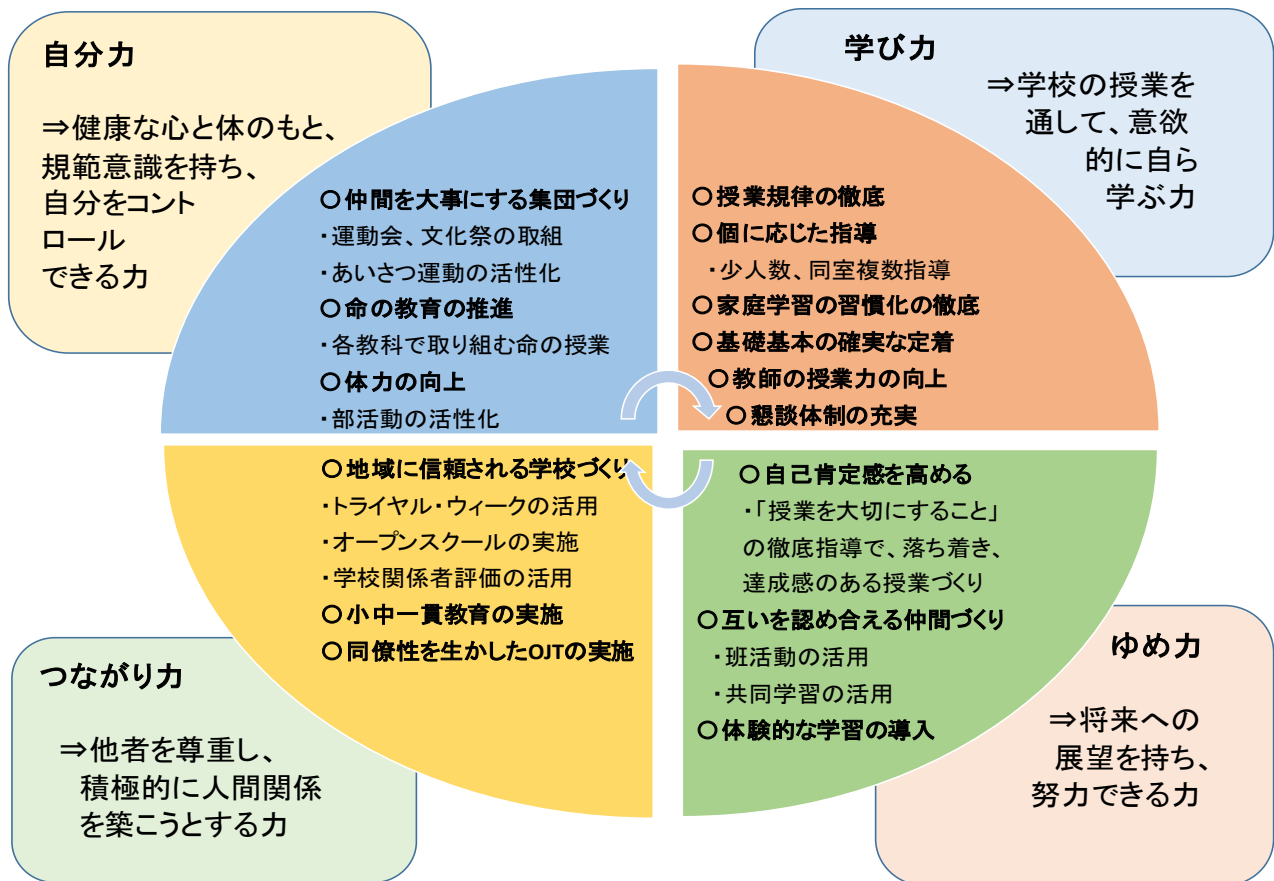 自分力
⇒健康な心と体のもと、
規範意識を持ち、
自分をコント
ロール
できる力
学び力
⇒学校の授業を
通して、意欲
的に自ら
学ぶ力
〇仲間を大事にする集団づくり
・運動会、文化祭の取組
・あいさつ運動の活性化
〇命の教育の推進
・各教科で取り組む命の授業
〇体力の向上
・部活動の活性化
〇授業規律の徹底
〇個に応じた指導
・少人数、同室複数指導
〇家庭学習の習慣化の徹底
〇基礎基本の確実な定着
〇教師の授業力の向上
〇懇談体制の充実
〇地域に信頼される学校づくり
・トライヤル・ウィークの活用
・オープンスクールの実施
・学校関係者評価の活用
〇小中一貫教育の実施
〇同僚性を生かしたOJTの実施
〇自己肯定感を高める
・「授業を大切にすること」
の徹底指導で、落ち着き、
達成感のある授業づくり
〇互いを認め合える仲間づくり
・班活動の活用
・共同学習の活用
〇体験的な学習の導入
つながり力
⇒他者を尊重し、
積極的に人間関係
を築こうとする力
ゆめ力
⇒将来への
展望を持ち、
努力できる力